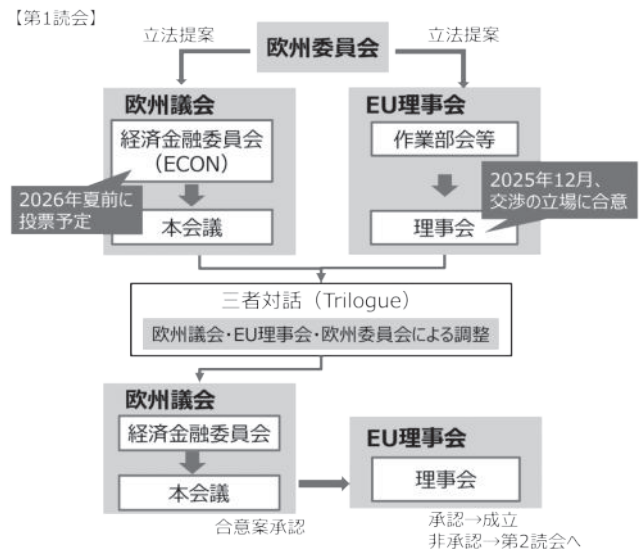 【第1読会】
立法提案
欧州委員会
立法提案
欧州議会
経済金融委員会
（ECON）
2026年夏前に
投票予定
本会議
EU理事会
作業部会等
2025年12月、
交渉の立場に合意
理事会
三者対話（Trilogue）
欧州議会・EU理事会・欧州委員会による調整
欧州議会
経済金融委員会
本会議
合意案承認
EU理事会
理事会
承認→成立
非承認→第2読会へ